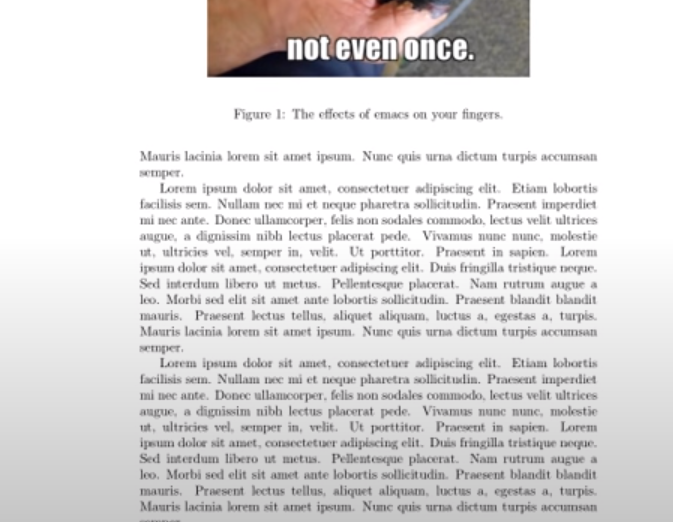 not even once.
Figure 1: The effects of emacs on your fingers.
Mauris lacinia lorem sit amet ipsum. Nunc quis urna dictum turpis accumsan
semper.
Lorem ipsum dolor sit amet, consectetuer adipiscing elit. Etiam lobortis
facilisis sem. Nullam nec mi et neque pharetra sollicitudin. Praesent imperdiet
mi nec ante. Donec ullamcorper, felis non sodales commodo, lectus velit ultrices
augue, a dignissim nibh lectus placerat pede. Vivamus nunc nunc, molestie
ut, ultricies vel, semper in, velit. Ut porttitor. Praesent in sapien. Lorem
ipsum dolor sit amet, consectetuer adipiscing elit. Duis fringilla tristique neque.
Sed interdum libero ut metus. Pellentesque placerat. Nam rutrum augue a
leo. Morbi sed elit sit amet ante lobortis sollicitudin. Praesent blandit blandit
mauris. Praesent lectus tellus, aliquet aliquam, luctus a, egestas a, turpis.
Mauris lacinia lorem sit amet ipsum. Nunc quis urna dictum turpis accumsan
semper.
Lorem ipsum dolor sit amet, consectetuer adipiscing elit. Etiam lobortis
facilisis sem. Nullam nec mi et neque pharetra sollicitudin. Praesent imperdiet
mi nec ante. Donec ullamcorper, felis non sodales commodo, lectus velit ultrices
augue, a dignissim nibh lectus placerat pede. Vivamus nunc nunc, molestie
ut, ultricies vel, semper in, velit. Ut porttitor. Praesent in sapien. Lorem
ipsum dolor sit amet, consectetuer adipiscing elit. Duis fringilla tristique neque.
Sed interdum libero ut metus. Pellentesque placerat. Nam rutrum augue a
leo. Morbi sed elit sit amet ante lobortis sollicitudin. Praesent blandit blandit
mauris. Praesent lectus tellus, aliquet aliquam, luctus a, egestas a, turpis.
Mauris lacinia lorem sit amet ipsum. Nunc quis urna dictum turpis accumsan